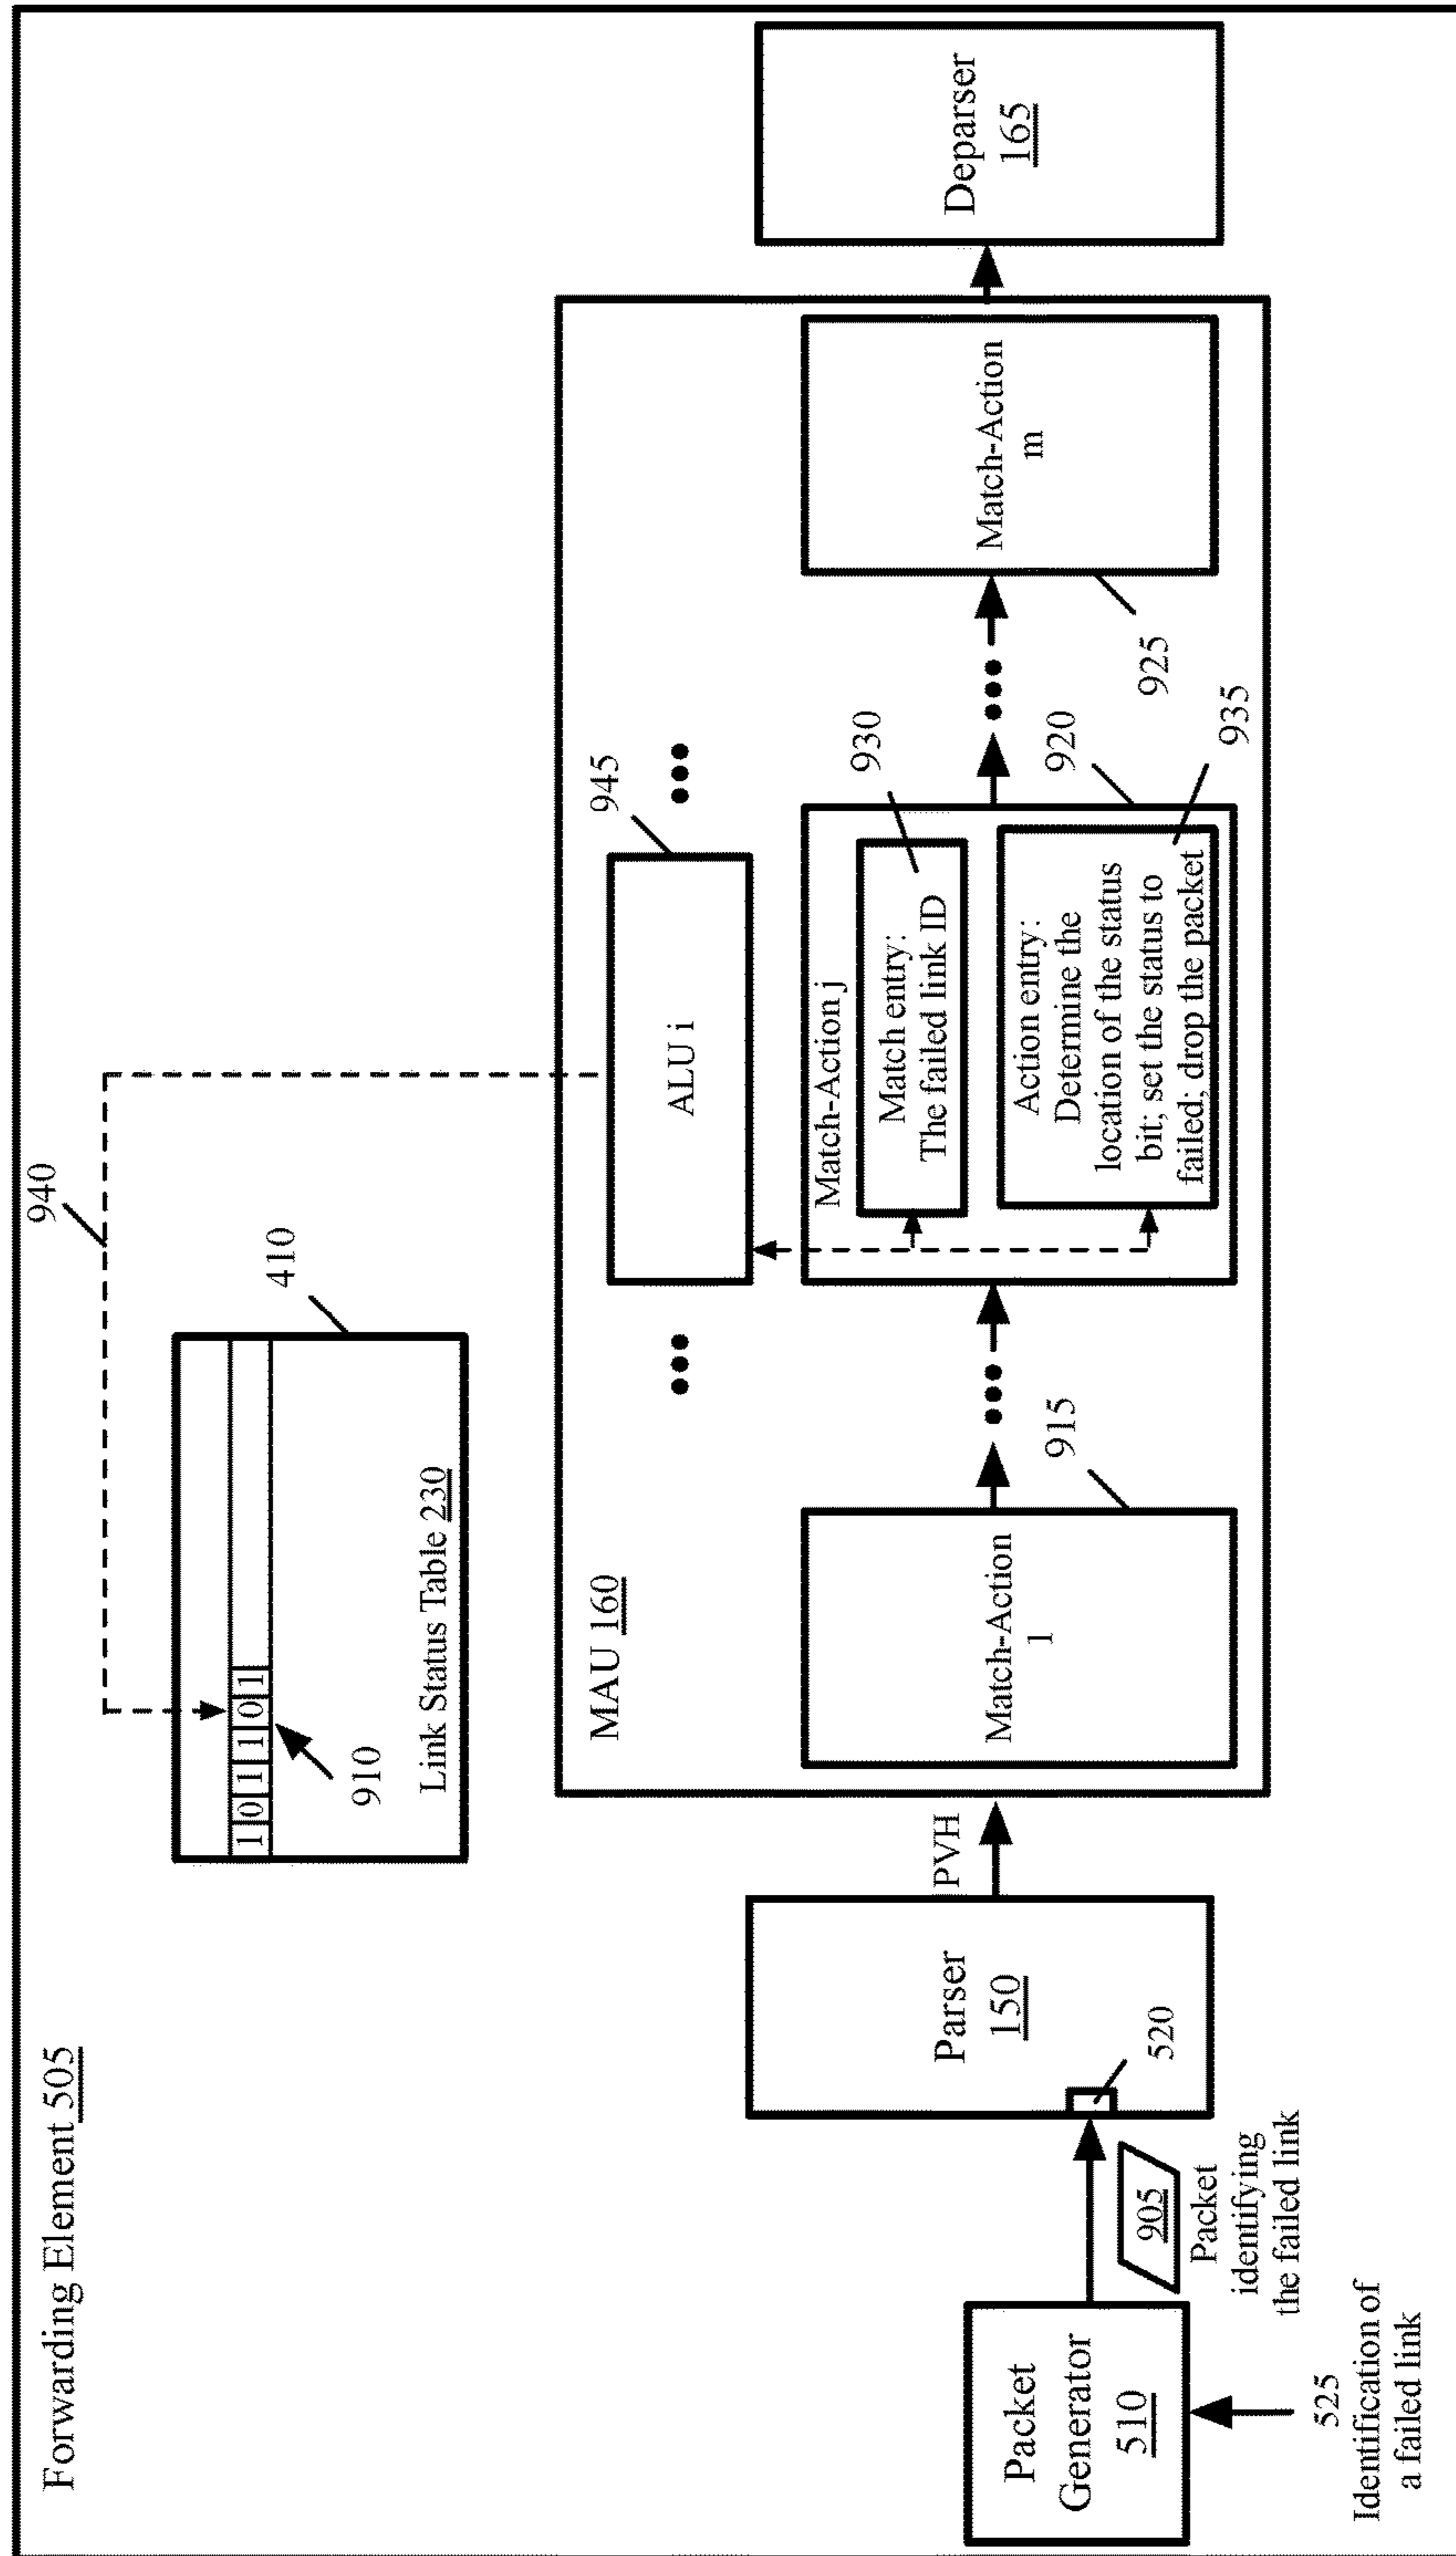 Forwarding Element 505
940
410
1 0 1 1 0 1
910
Link Status Table 230
MAU 160
945
ALU i
Packet
Generator
510
525
Identification of
a failed link
905
Packet
identifying
the failed link
Parser
150
520
PVH
Match-Action
1
915
Match-Action j
Match entry:
The failed link ID
930
Action entry:
Determine the
location of the status
bit; set the status to
failed; drop the packet
920
935
Match-Action
m
925
Deparser
165